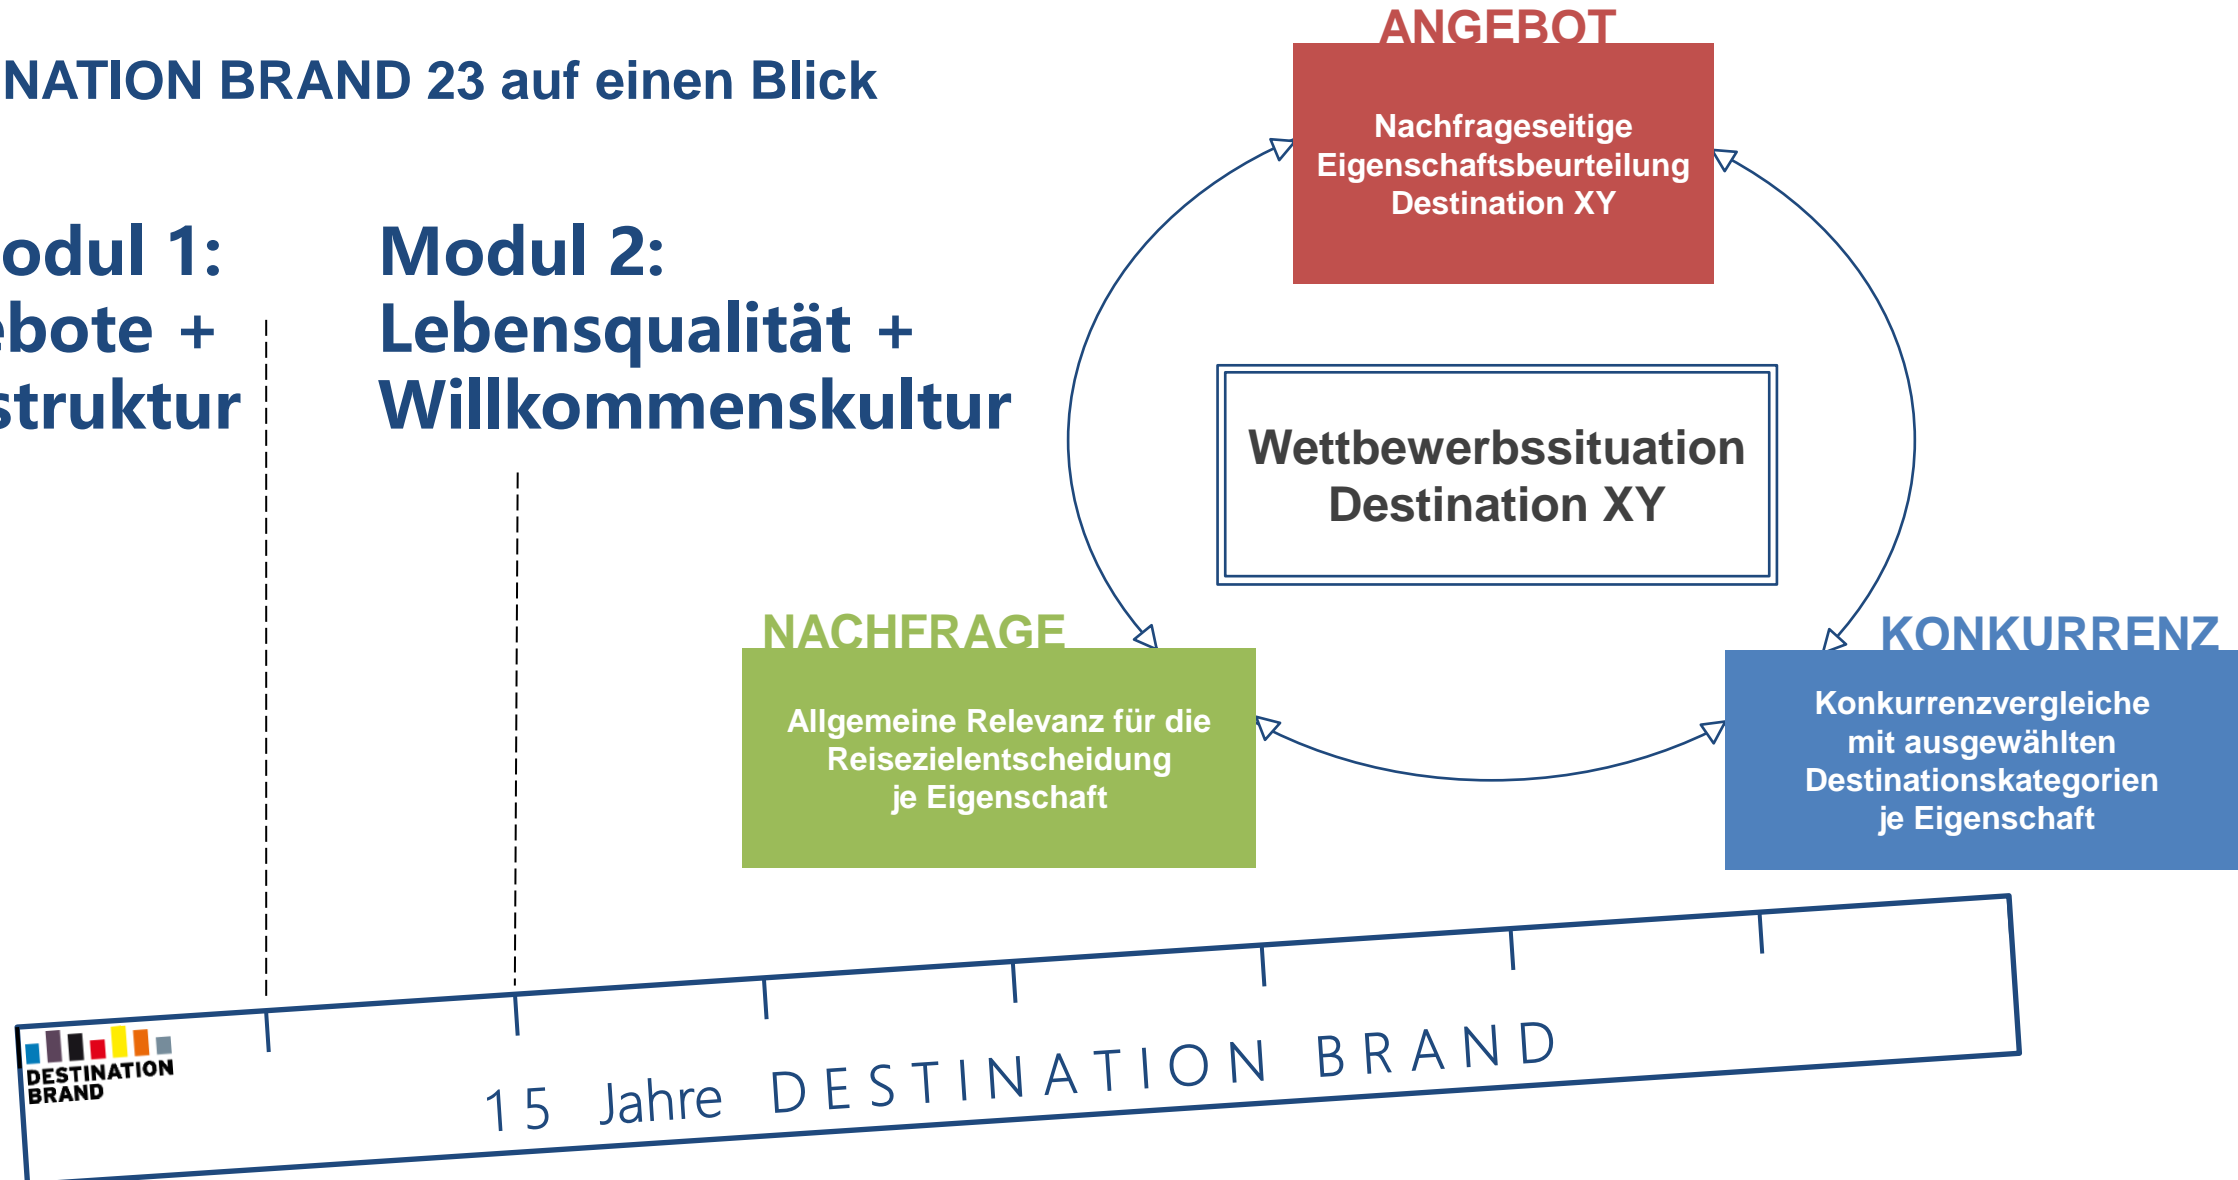 NATION BRAND 23 auf einen Blick
odul 1:
ebote +
struktur
Modul 2:
Lebensqualität +
Willkommenskultur
ANGEBOT
Nachfrageseitige
Eigenschaftsbeurteilung
Destination XY
Wettbewerbssituation
Destination XY
NACHFRAGE
Allgemeine Relevanz für die
Reisezielentscheidung
je Eigenschaft
KONKURRENZ
Konkurrenzvergleiche
mit ausgewählten
Destinationskategorien
je Eigenschaft
DESTINATION
BRAND
15 Jahre DESTINATION BRAND